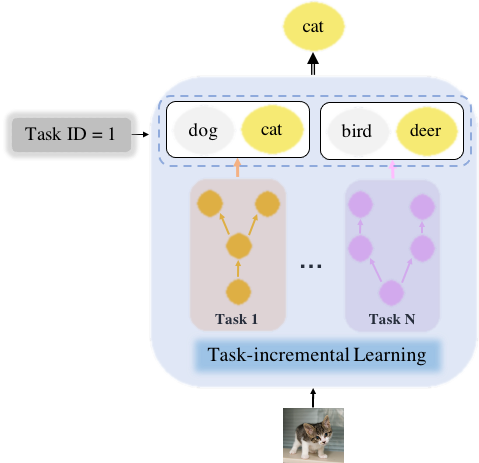 cat
Task ID = 1
dog cat bird deer
...
Task 1 Task N
Task-incremental Learning